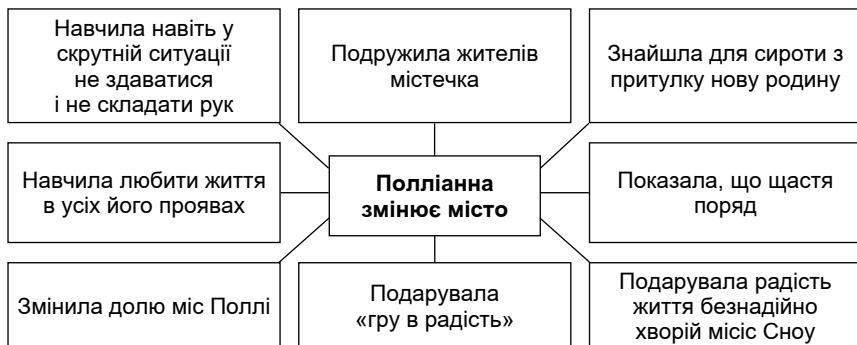 Навчила навіть у
скрутній ситуації
не здаватися
і не складати рук
Подружила жителів
містечка
Знайшла для сироти з
притулку нову родину
Навчила любити життя
в усіх його проявах
Полліанна
змінює місто
Показала, що щастя
поряд
Змінила долю міс Поллі
Подарувала
«гру в радість»
Подарувала радість
життя безнадійно
хворій місіс Сноу